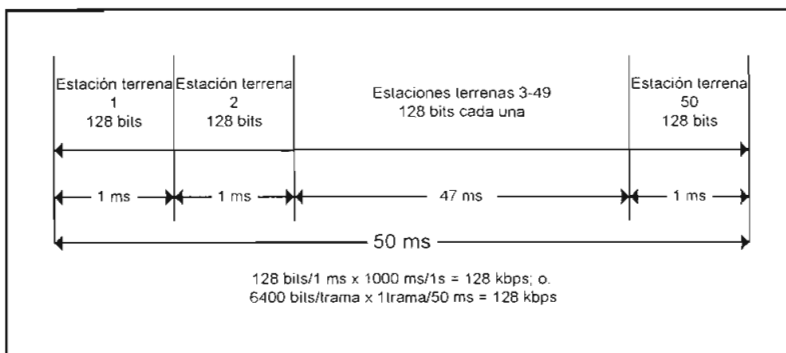 Estación terrena
1
128 bits
Estación terrena
2
128 bits
Estaciones terrenas 3-49
128 bits cada una
Estación terrena
50
128 bits
1 ms
1 ms
47 ms
1 ms
50 ms
128 bits/1 ms x 1000 ms/1s = 128 kbps; o.
6400 bits/trama x 1trama/50 ms = 128 kbps